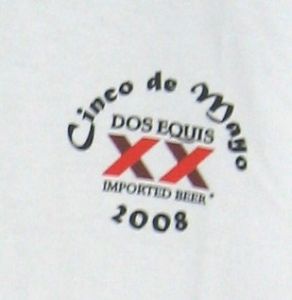 Cinco de Mayo
DOS EQUIS
XX
IMPORTED BEER
2008